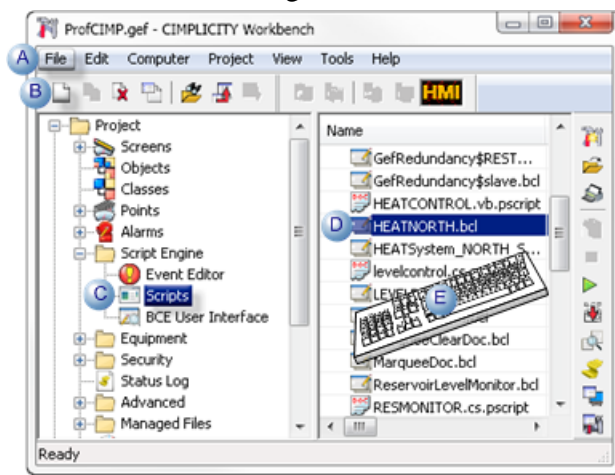 ProfCIMP.gef - CIMPLICITY Workbench
A File Edit Computer Project View Tools Help
B HMI
Project
Screens
Objects
Classes
Points
Alarms
Script Engine
Event Editor
C Scripts
BCE User Interface
Equipment
Security
Status Log
Advanced
Managed Files
Name
GefRedundancy$REST...
GefRedundancy$slave.bcl
HEATCONTROL.vb.pscript
D HEATNORTH.bcl
HEATSystem_NORTH_S...
levelcontrol.cs.
E
ClearDoc.bcl
MarqueeDoc.bcl
ReservoirLevelMonitor.bcl
RESMONITOR.cs.pscript
Ready